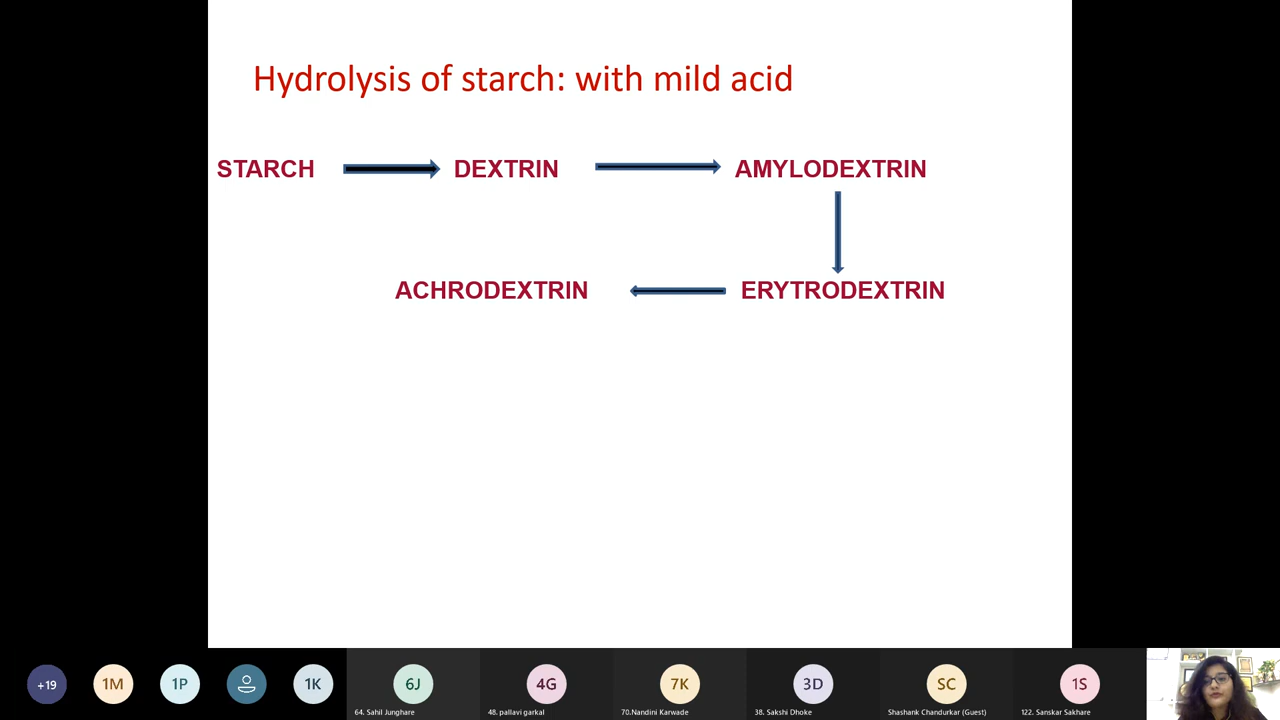 Hydrolysis of starch: with mild acid
STARCH DEXTRIN AMYLODEXTRIN
ACHRODEXTRIN ERYTRODEXTRIN
+19 1M 1P 1K 6J 4G 7K 3D SC 1S
64. Sahil Junghare 48. pallavi garkal 70.Nandini Karwade 38. Sakshi Dhoke Shashank Chandurkar (Guest) 122. Sanskar Sakhare